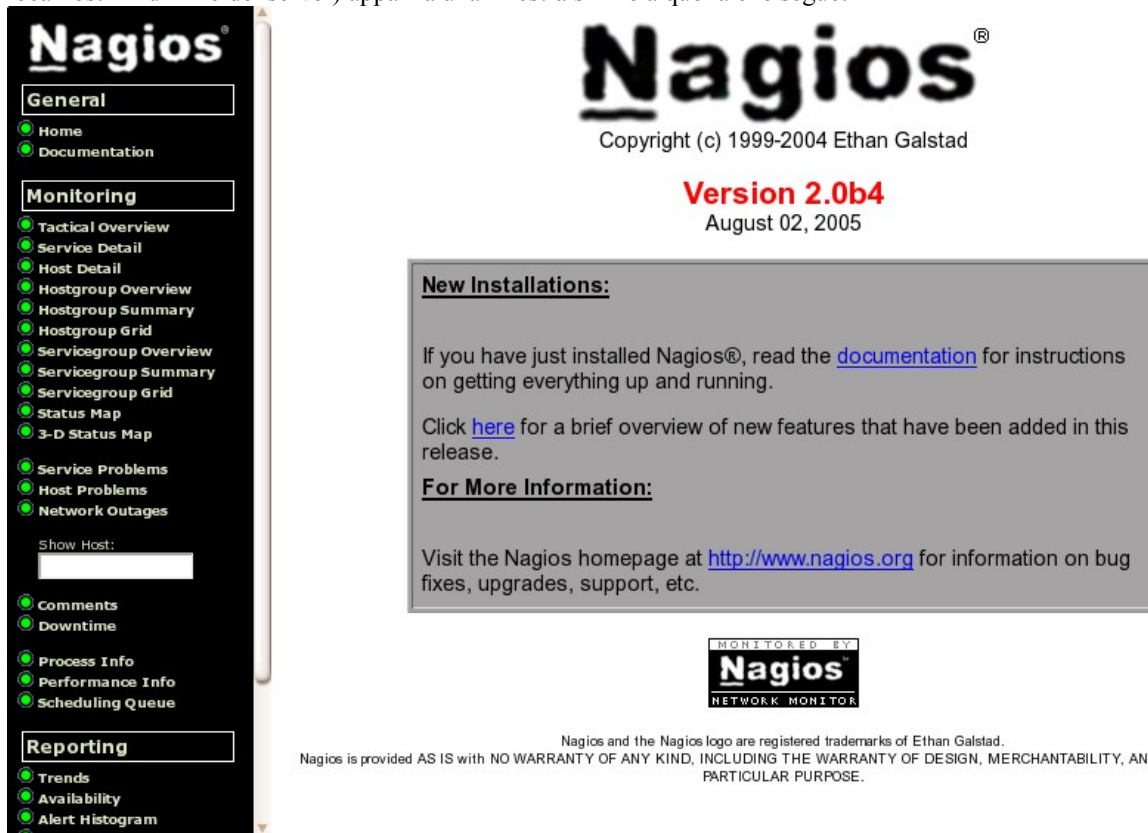 Nagios®
General
Home
Documentation
Monitoring
Tactical Overview
Service Detail
Host Detail
Hostgroup Overview
Hostgroup Summary
Hostgroup Grid
Servicegroup Overview
Servicegroup Summary
Servicegroup Grid
Status Map
3-D Status Map
Service Problems
Host Problems
Network Outages
Show Host:
Comments
Downtime
Process Info
Performance Info
Scheduling Queue
Reporting
Trends
Availability
Alert Histogram
Nagios®
Copyright (c) 1999-2004 Ethan Galstad
Version 2.0b4
August 02, 2005
New Installations:
If you have just installed Nagios®, read the documentation for instructions
on getting everything up and running.
Click here for a brief overview of new features that have been added in this
release.
For More Information:
Visit the Nagios homepage at http://www.nagios.org for information on bug
fixes, upgrades, support, etc.
MONITORED BY
Nagios™
NETWORK MONITOR
Nagios and the Nagios logo are registered trademarks of Ethan Galstad.
Nagios is provided AS IS with NO WARRANTY OF ANY KIND, INCLUDING THE WARRANTY OF DESIGN, MERCHANTABILITY, AN
PARTICULAR PURPOSE.